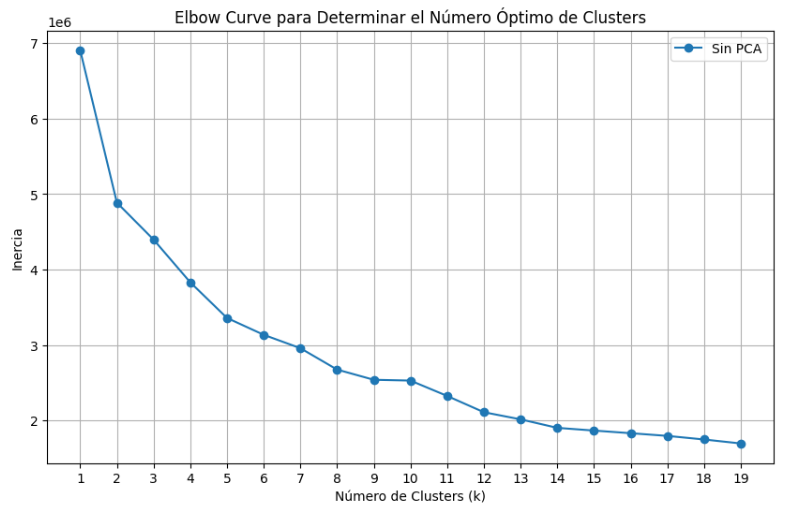 Elbow Curve para Determinar el Número Óptimo de Clusters
1e6
Sin PCA
7
6
5
4
3
2
Inercia
1 2 3 4 5 6 7 8 9 10 11 12 13 14 15 16 17 18 19
Número de Clusters (k)